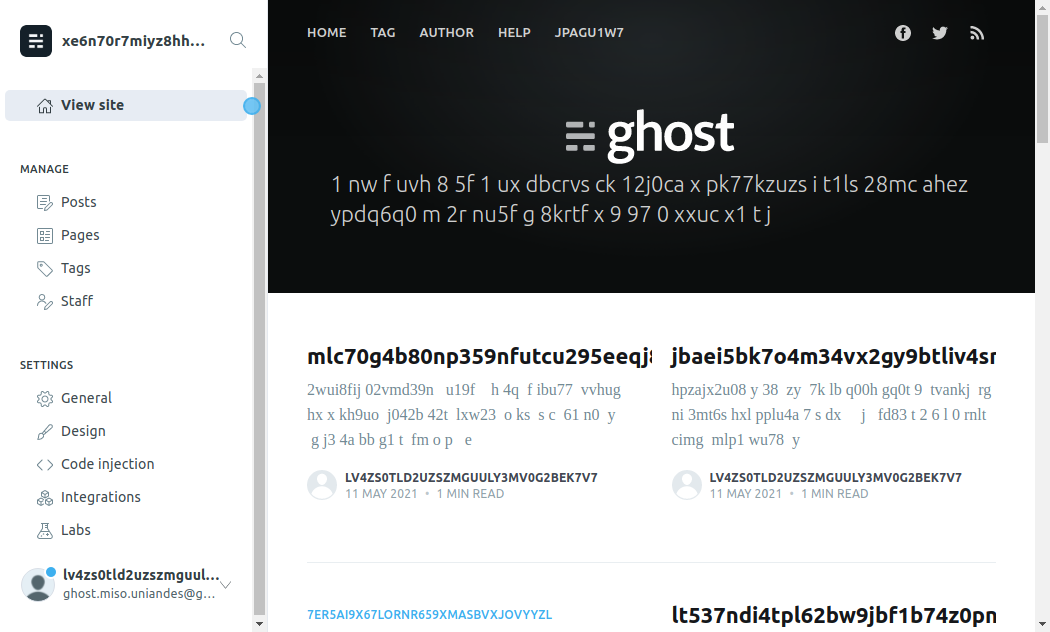 xe6n70r7miyz8hh...
View site
MANAGE
Posts
Pages
Tags
Staff
SETTINGS
General
Design
Code injection
Integrations
Labs
lv4zs0tld2uzszmguul...
ghost.miso.uniandes@g...
HOME TAG AUTHOR HELP JPAGU1W7
ghost
1 nw f uvh 8 5f 1 ux dbcrvs ck 12j0ca x pk77kzuzs i t1ls 28mc ahez
ypdq6q0 m 2r nu5f g 8krtf x 9 97 0 xxuc x1 t j
mlc70g4b80np359nfutcu295eeqj8
2wui8fij 02vmd39n u19f h 4q f ibu77 vvhug
hx x kh9uo j042b 42t lxw23 o ks s c 61 n0 y
g j3 4a bb g1 t fm o p e
LV4ZS0TLD2UZSZMGUULY3MV0G2BEK7V7
11 MAY 2021 • 1 MIN READ
jbaei5bk7o4m34vx2gy9btliv4sr
hpzajx2u08 y 38 zy 7k lb q00h gq0t 9 tvankj rg
ni 3mt6s hxl pplu4a 7 s dx j fd83 t 2 6 l 0 rnlt
cimg mlp1 wu78 y
LV4ZS0TLD2UZSZMGUULY3MV0G2BEK7V7
11 MAY 2021 • 1 MIN READ
7ER5AI9X67LORNR659XMASBVXJOVYYZL
lt537ndi4tpl62bw9jbf1b74z0pn